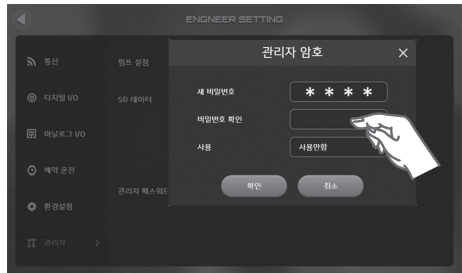 ENGNEER SETTING
통신
펌프 설정
디지털 I/O
SD 데이터
아날로그 I/O
예약 운전
관리자 패스워드
환경설정
관리자 >
관리자 암호 ×
새 비밀번호 * * * *
비밀번호 확인
사용 사용안함
확인 취소